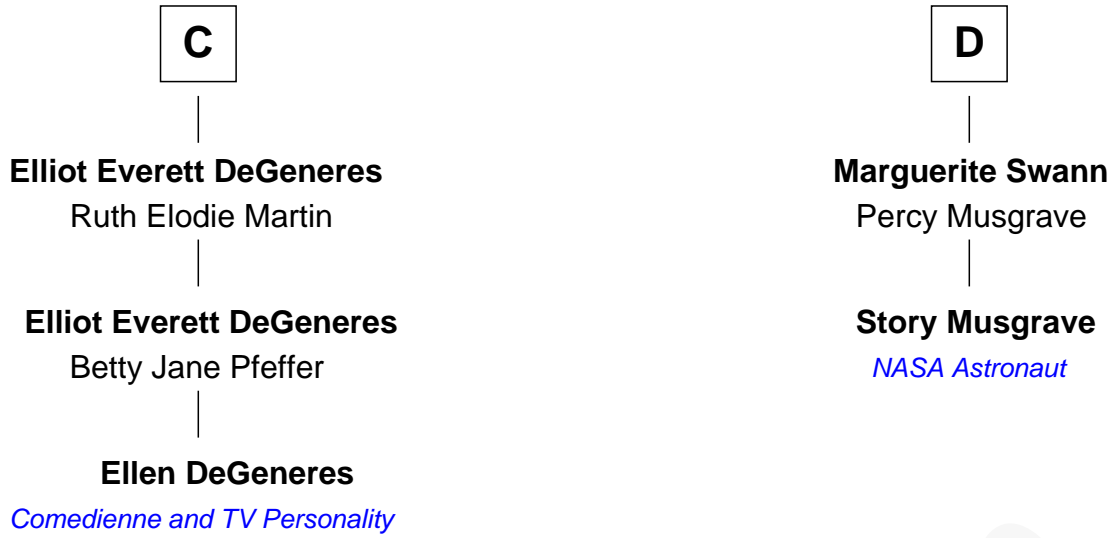 C
Elliot Everett DeGeneres
Ruth Elodie Martin
Elliot Everett DeGeneres
Betty Jane Pfeffer
Ellen DeGeneres
Comedienne and TV Personality
D
Marguerite Swann
Percy Musgrave
Story Musgrave
NASA Astronaut